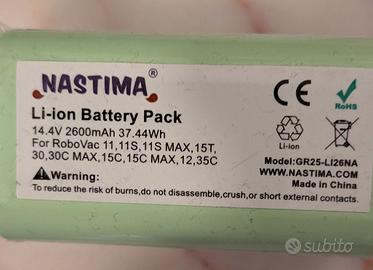 NASTIMA®
Li-ion Battery Pack
14.4V 2600mAh 37.44Wh
For RoboVac 11,11S,11S MAX,15T,
30,30C MAX,15C,15C MAX,12,35C
CE
RoHS
Li-ion
Model:GR25-LI26NA
WWW.NASTIMA.COM
Made in China
Warning:
To reduce the risk of burns,do not disassemble,crush,or short external contacts.
subito